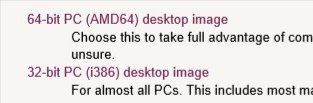 64-bit PC (AMD64) desktop image
Choose this to take full advantage of com
unsure.
32-bit PC (i386) desktop image
For almost all PCs. This includes most ma